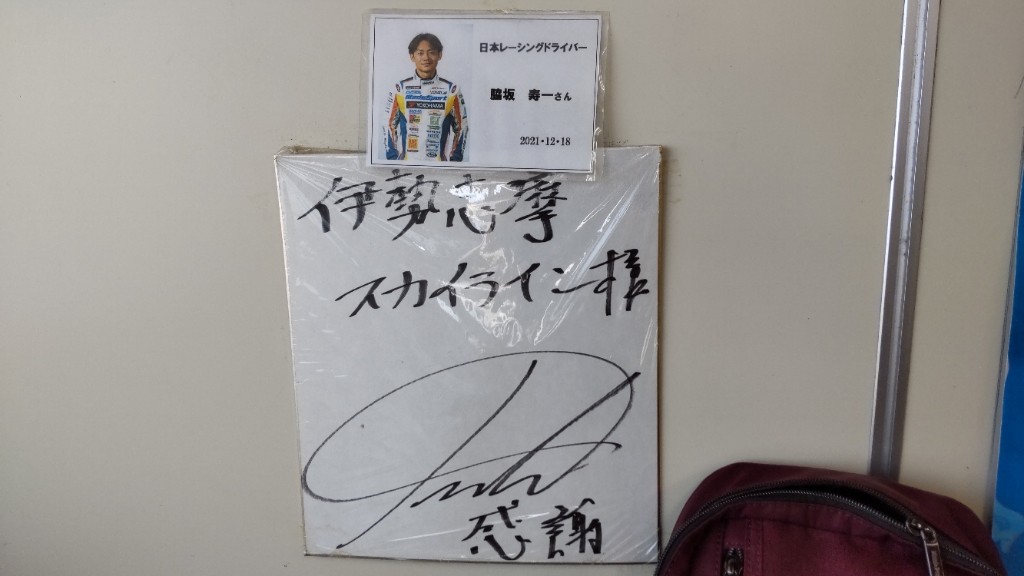 日本レーシングドライバー
脇坂 寿一さん
2021・12・18
YOKOHAMA
伊勢志摩
スカイライン様
感謝